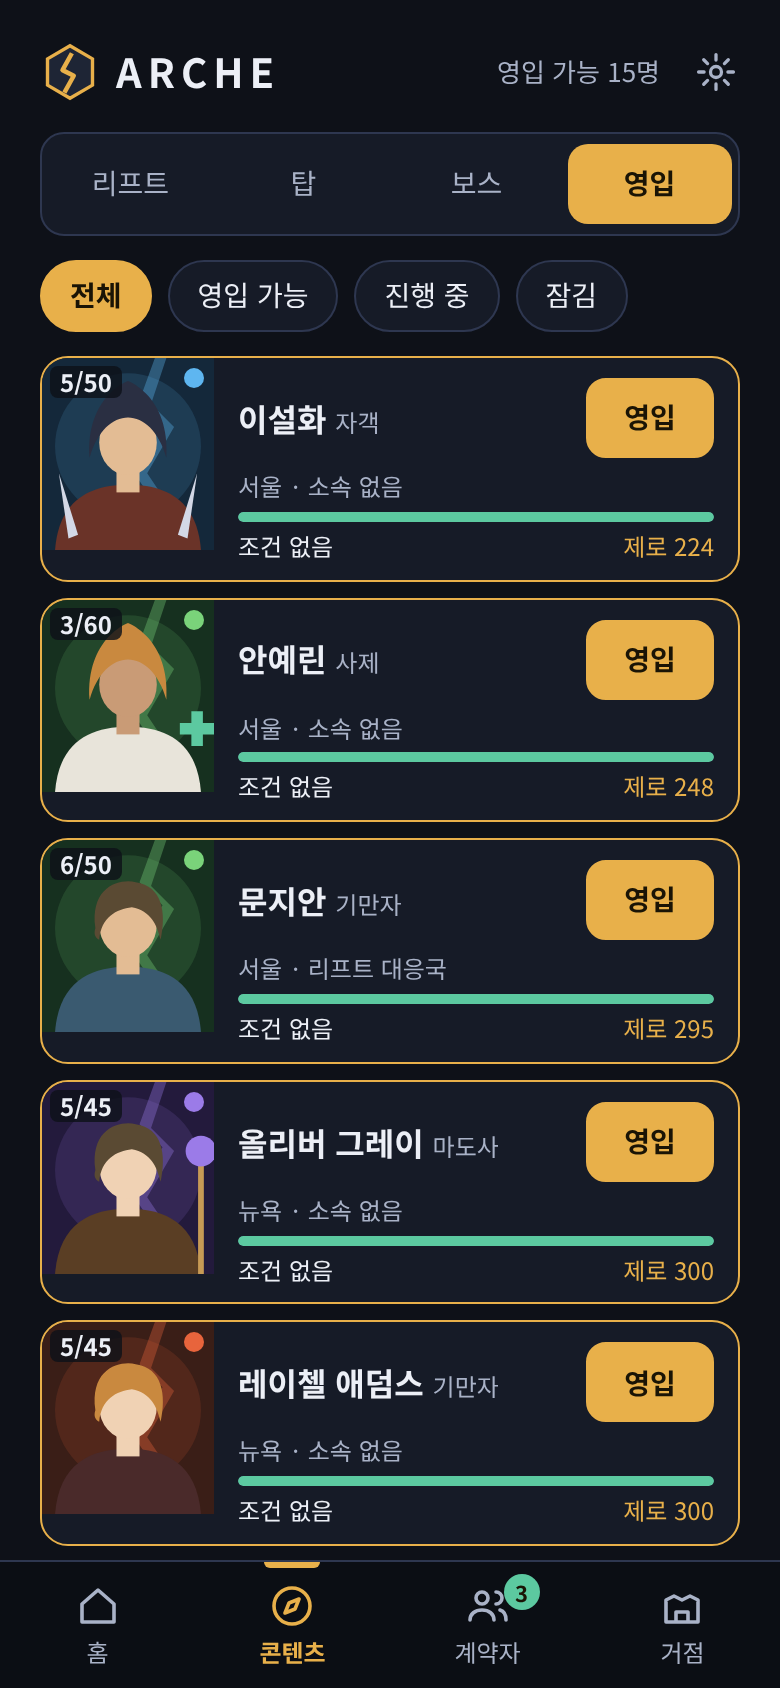 ARCHE
영입 가능 15명
리프트 탑 보스 영입
전체 영입 가능 진행 중 잠김
5/50
이설화 자객
영입
서울 · 소속 없음
조건 없음 제로 224
3/60
안예린 사제
영입
서울 · 소속 없음
조건 없음 제로 248
6/50
문지안 기만자
영입
서울 · 리프트 대응국
조건 없음 제로 295
5/45
올리버 그레이 마도사
영입
뉴욕 · 소속 없음
조건 없음 제로 300
5/45
레이첼 애덤스 기만자
영입
뉴욕 · 소속 없음
조건 없음 제로 300
3
홈 콘텐츠 계약자 거점